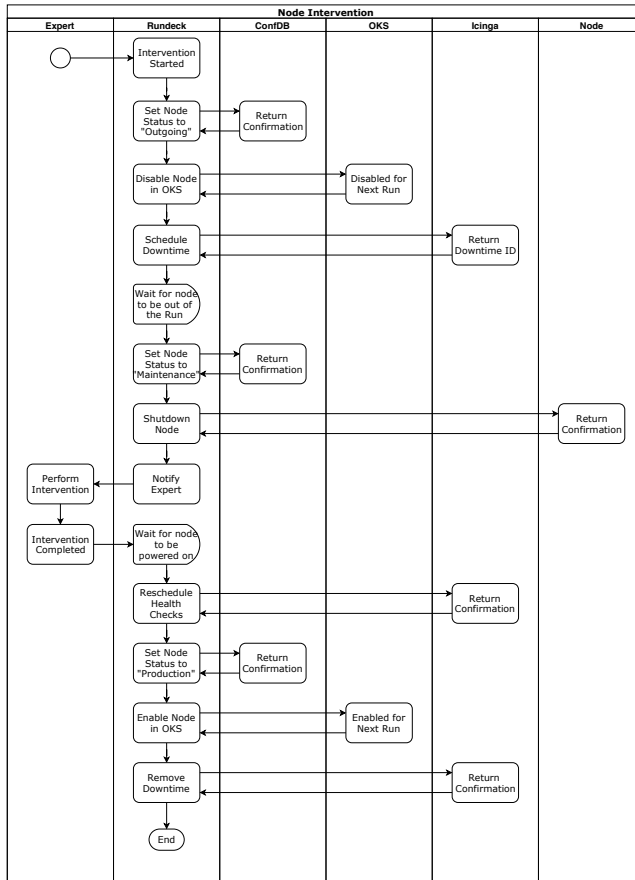 Node Intervention
Expert
Rundeck
ConfDB
OKS
Icinga
Node
Intervention
Started
Set Node
Status to
"Outgoing"
Return
Confirmation
Disable Node
in OKS
Disabled for
Next Run
Schedule
Downtime
Return
Downtime ID
Wait for node
to be out of
the Run
Set Node
Status to
"Maintenance"
Return
Confirmation
Shutdown
Node
Return
Confirmation
Perform
Intervention
Notify
Expert
Intervention
Completed
Wait for node
to be
powered on
Reschedule
Health
Checks
Return
Confirmation
Set Node
Status to
"Production"
Return
Confirmation
Enable Node
in OKS
Enabled for
Next Run
Remove
Downtime
Return
Confirmation
End